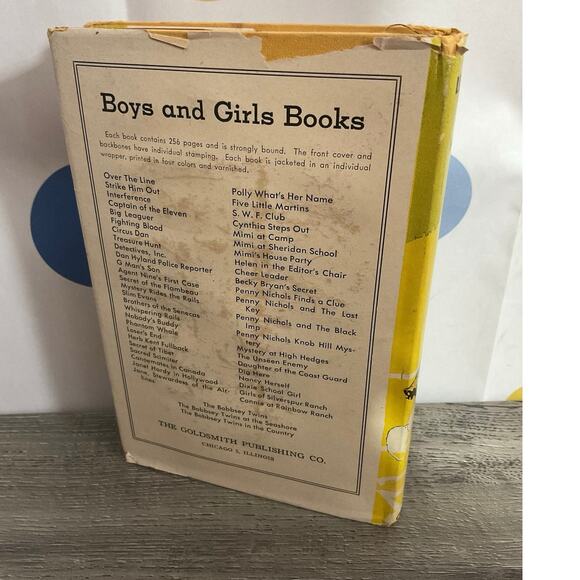 Boys and Girls Books
Each book contains 256 pages and is strongly bound. The front cover and
backbones have individual stamping. Each book is jacketed in an individual
wrapper, printed in four colors and varnished.
Over The Line
Strike Him Out
Interference
Captain of the Eleven
Big Leaguer
Fighting Blood
Circus Dan
Treasure Hunt
Detectives, Inc.
Dan Hyland Police Reporter
G Man's Son
Agent Nine's First Case
Secret of the Flambeau
Mystery Rides the Rails
Slim Evans
Brothers of the Senecas
Whispering Rails
Nobody's Buddy
Phantom Whale
Loser's End
Herb Kent Fullback
Secret of Tibet
Sacred Scimiter
Canoemates in Canada
Janet Hardy in Hollywood
Jane, Stewardess of the Air-
lines
Polly What's Her Name
Five Little Martins
S. W. F. Club
Cynthia Steps Out
Mimi at Camp
Mimi at Sheridan School
Mimi's House Party
Helen in the Editor's Chair
Cheer Leader
Becky Bryan's Secret
Penny Nichols Finds a Clue
Penny Nichols and The Lost
Key
Penny Nichols and The Black
Imp
Penny Nichols Knob Hill Mys-
tery
Mystery at High Hedges
The Unseen Enemy
Daughter of the Coast Guard
Dig Here
Nancy Herself
Dixie School Girl
Girls of Silverspur Ranch
Connie at Rainbow Ranch
The Bobbsey Twins
The Bobbsey Twins at the Seashore
The Bobbsey Twins in the Country
THE GOLDSMITH PUBLISHING CO.
CHICAGO 5, ILLINOIS